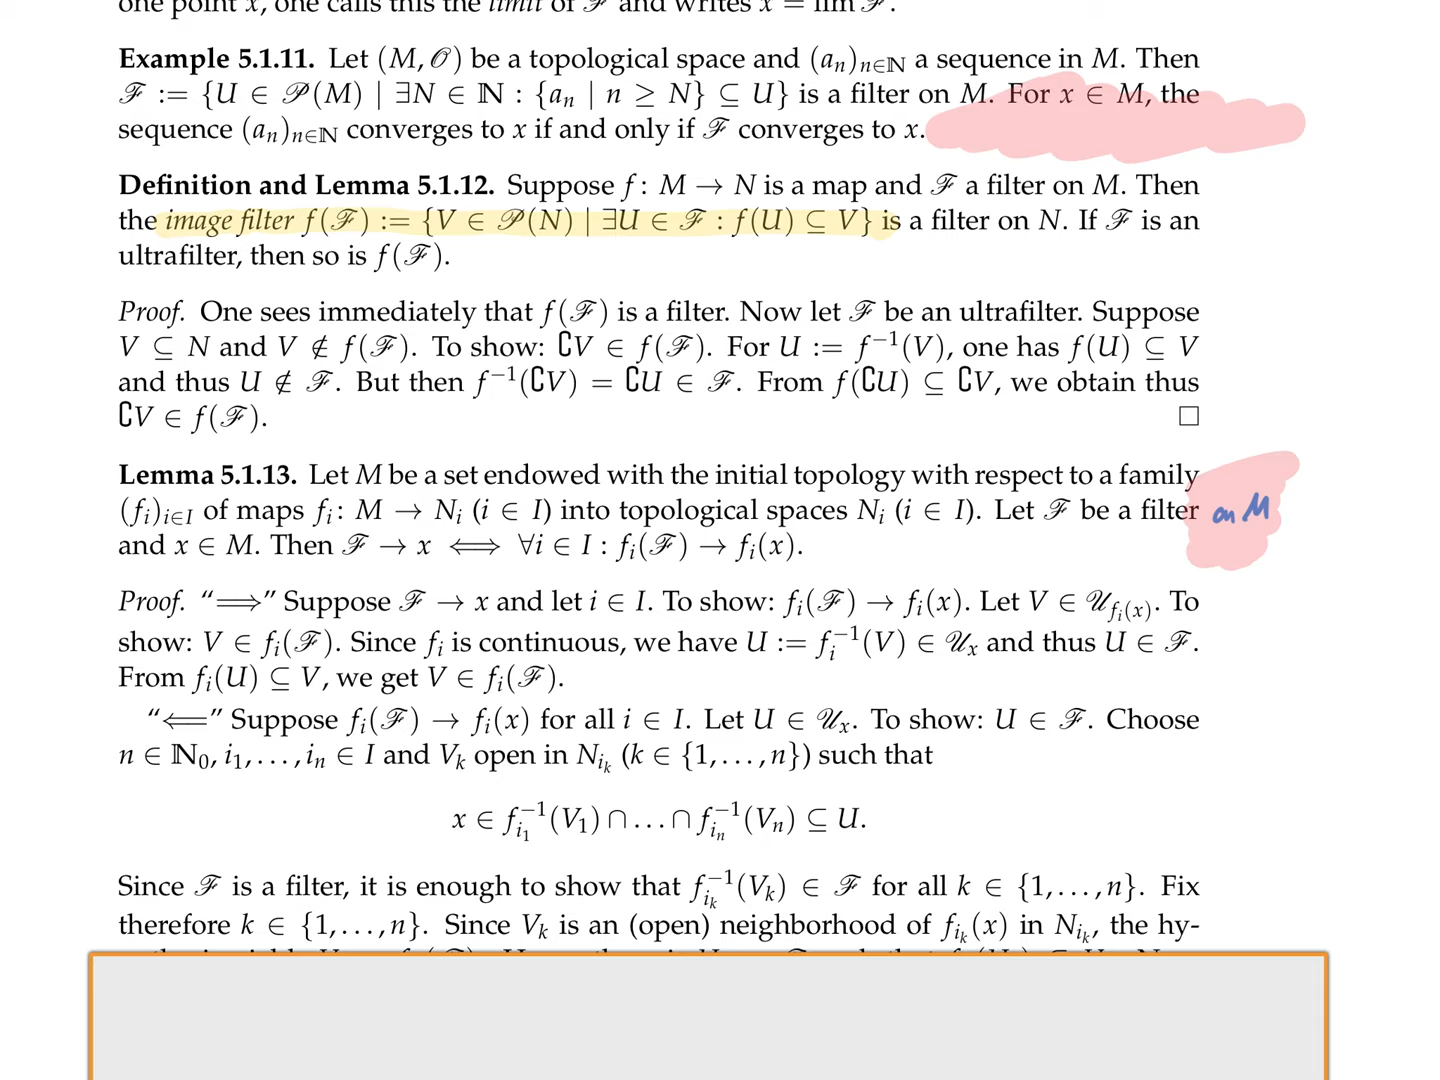 one point x, one calls this the limit of ℱ and writes x = lim ℱ.
Example 5.1.11. Let (M, 𝒪) be a topological space and (aₙ)ₙ∈ℕ a sequence in M. Then
ℱ := {U ∈ 𝒫(M) | ∃N ∈ ℕ : {aₙ | n ≥ N} ⊆ U} is a filter on M. For x ∈ M, the
sequence (aₙ)ₙ∈ℕ converges to x if and only if ℱ converges to x.
Definition and Lemma 5.1.12. Suppose f : M → N is a map and ℱ a filter on M. Then
the image filter f(ℱ) := {V ∈ 𝒫(N) | ∃U ∈ ℱ : f(U) ⊆ V} is a filter on N. If ℱ is an
ultrafilter, then so is f(ℱ).
Proof. One sees immediately that f(ℱ) is a filter. Now let ℱ be an ultrafilter. Suppose
V ⊆ N and V ∉ f(ℱ). To show: ∁V ∈ f(ℱ). For U := f⁻¹(V), one has f(U) ⊆ V
and thus U ∉ ℱ. But then f⁻¹(∁V) = ∁U ∈ ℱ. From f(∁U) ⊆ ∁V, we obtain thus
∁V ∈ f(ℱ). □
Lemma 5.1.13. Let M be a set endowed with the initial topology with respect to a family
(f_i)_{i∈I} of maps f_i : M → N_i (i ∈ I) into topological spaces N_i (i ∈ I). Let ℱ be a filter on M
and x ∈ M. Then ℱ → x ⟺ ∀i ∈ I : f_i(ℱ) → f_i(x).
Proof. “⟹” Suppose ℱ → x and let i ∈ I. To show: f_i(ℱ) → f_i(x). Let V ∈ 𝒰_{f_i(x)}. To
show: V ∈ f_i(ℱ). Since f_i is continuous, we have U := f_i⁻¹(V) ∈ 𝒰_x and thus U ∈ ℱ.
From f_i(U) ⊆ V, we get V ∈ f_i(ℱ).
“⟸” Suppose f_i(ℱ) → f_i(x) for all i ∈ I. Let U ∈ 𝒰_x. To show: U ∈ ℱ. Choose
n ∈ ℕ₀, i₁, . . . , iₙ ∈ I and V_k open in N_{i_k} (k ∈ {1, . . . , n}) such that
x ∈ f_{i₁}⁻¹(V₁) ∩ . . . ∩ f_{iₙ}⁻¹(Vₙ) ⊆ U.
Since ℱ is a filter, it is enough to show that f_{i_k}⁻¹(V_k) ∈ ℱ for all k ∈ {1, . . . , n}. Fix
therefore k ∈ {1, . . . , n}. Since V_k is an (open) neighborhood of f_{i_k}(x) in N_{i_k}, the hy-